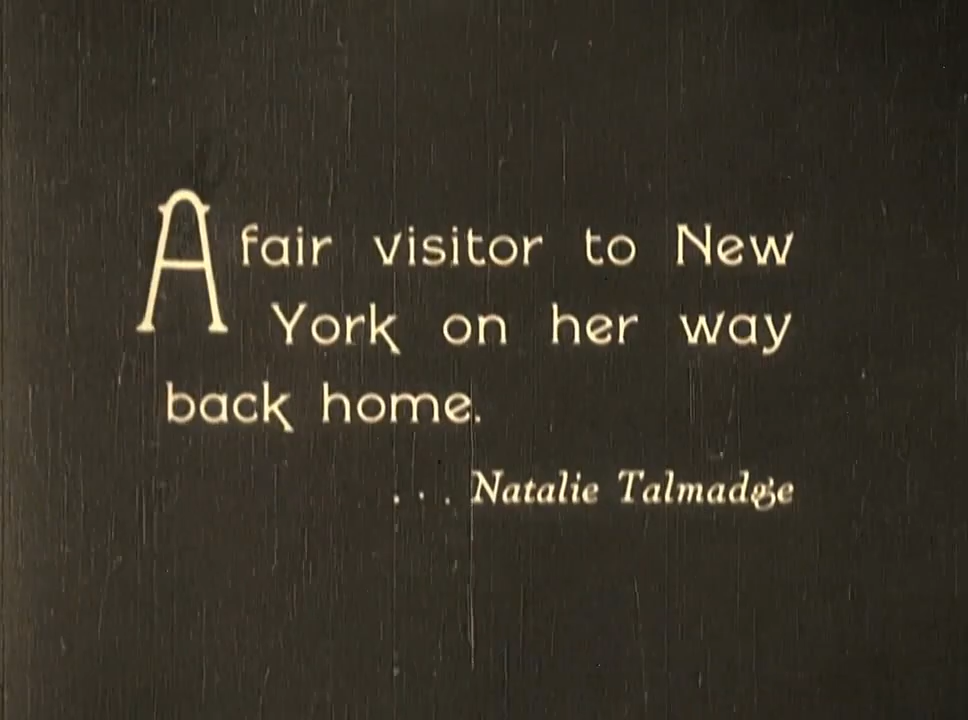 A fair visitor to New
York on her way
back home.
. . . Natalie Talmadge